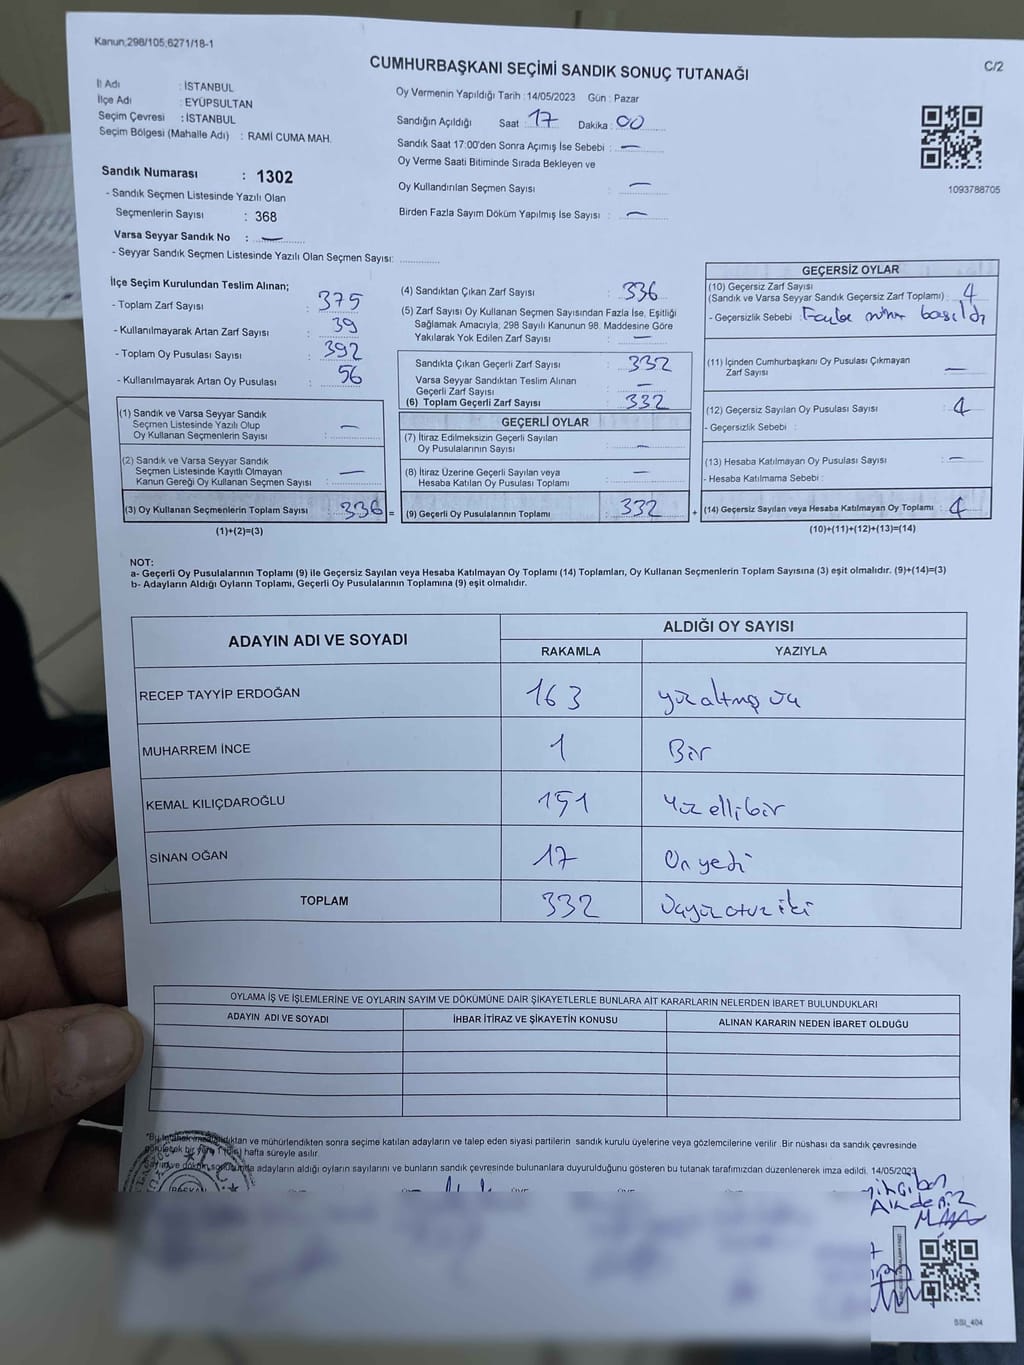 Kanun;298/105;6271/18-1
C/2
CUMHURBAŞKANI SEÇİMİ SANDIK SONUÇ TUTANAĞI
İl Adı : İSTANBUL
İlçe Adı : EYÜPSULTAN
Seçim Çevresi : İSTANBUL
Seçim Bölgesi (Mahalle Adı) : RAMİ CUMA MAH.
Oy Vermenin Yapıldığı Tarih : 14/05/2023 Gün : Pazar
Sandığın Açıldığı Saat : 17 Dakika : 00
Sandık Saat 17:00'den Sonra Açımış İse Sebebi : —
Oy Verme Saati Bitiminde Sırada Bekleyen ve
Oy Kullandırılan Seçmen Sayısı : —
Birden Fazla Sayım Döküm Yapılmış İse Sayısı : —
1093788705
Sandık Numarası : 1302
- Sandık Seçmen Listesinde Yazılı Olan
Seçmenlerin Sayısı : 368
Varsa Seyyar Sandık No : —
- Seyyar Sandık Seçmen Listesinde Yazılı Olan Seçmen Sayısı:
İlçe Seçim Kurulundan Teslim Alınan;
- Toplam Zarf Sayısı : 375
- Kullanılmayarak Artan Zarf Sayısı : 39
- Toplam Oy Pusulası Sayısı : 392
- Kullanılmayarak Artan Oy Pusulası : 56
(1) Sandık ve Varsa Seyyar Sandık
Seçmen Listesinde Yazılı Olup
Oy Kullanan Seçmenlerin Sayısı : —
(2) Sandık ve Varsa Seyyar Sandık
Seçmen Listesinde Kayıtlı Olmayan
Kanun Gereği Oy Kullanan Seçmen Sayısı : —
(3) Oy Kullanan Seçmenlerin Toplam Sayısı : 336 =
(1)+(2)=(3)
(4) Sandıktan Çıkan Zarf Sayısı : 336
(5) Zarf Sayısı Oy Kullanan Seçmen Sayısından Fazla İse, Eşitliği
Sağlamak Amacıyla, 298 Sayılı Kanunun 98. Maddesine Göre
Yakılarak Yok Edilen Zarf Sayısı : —
Sandıkta Çıkan Geçerli Zarf Sayısı : 332
Varsa Seyyar Sandıktan Teslim Alınan
Geçerli Zarf Sayısı : —
(6) Toplam Geçerli Zarf Sayısı : 332
GEÇERLİ OYLAR
(7) İtiraz Edilmeksizin Geçerli Sayılan
Oy Pusulalarının Sayısı : —
(8) İtiraz Üzerine Geçerli Sayılan veya
Hesaba Katılan Oy Pusulası Toplamı : —
(9) Geçerli Oy Pusulalarının Toplamı : 332 +
GEÇERSİZ OYLAR
(10) Geçersiz Zarf Sayısı
(Sandık ve Varsa Seyyar Sandık Geçersiz Zarf Toplamı) : 4
- Geçersizlik Sebebi : Fazla mühür basıldı
(11) İçinden Cumhurbaşkanı Oy Pusulası Çıkmayan
Zarf Sayısı : —
(12) Geçersiz Sayılan Oy Pusulası Sayısı : 4
- Geçersizlik Sebebi :
(13) Hesaba Katılmayan Oy Pusulası Sayısı : —
- Hesaba Katılmama Sebebi :
(14) Geçersiz Sayılan veya Hesaba Katılmayan Oy Toplamı : 4
(10)+(11)+(12)+(13)=(14)
NOT:
a- Geçerli Oy Pusulalarının Toplamı (9) ile Geçersiz Sayılan veya Hesaba Katılmayan Oy Toplamı (14) Toplamları, Oy Kullanan Seçmenlerin Toplam Sayısına (3) eşit olmalıdır. (9)+(14)=(3)
b- Adayların Aldığı Oyların Toplamı, Geçerli Oy Pusulalarının Toplamına (9) eşit olmalıdır.
ADAYIN ADI VE SOYADI ALDIĞI OY SAYISI
RAKAMLA YAZIYLA
RECEP TAYYİP ERDOĞAN 163 yüzaltmış üç
MUHARREM İNCE 1 Bir
KEMAL KILIÇDAROĞLU 151 Yüz ellibir
SİNAN OĞAN 17 On yedi
TOPLAM 332 üçyüz otuz iki
OYLAMA İŞ VE İŞLEMLERİNE VE OYLARIN SAYIM VE DÖKÜMÜNE DAİR ŞİKAYETLERLE BUNLARA AİT KARARLARIN NELERDEN İBARET BULUNDUKLARI
ADAYIN ADI VE SOYADI İHBAR İTİRAZ VE ŞİKAYETİN KONUSU ALINAN KARARIN NEDEN İBARET OLDUĞU
ve mühürlendikten sonra seçime katılan adayların ve talep eden siyasi partilerin sandık kurulu üyelerine veya gözlemcilerine verilir. Bir nüshası da sandık çevresinde
hafta süreyle asılır.
adayların aldığı oyların sayılarını ve bunların sandık çevresinde bulunanlara duyurulduğunu gösteren bu tutanak tarafımızdan düzenlenerek imza edildi. 14/05/2023
BAŞKAN
Akdeniz
SSI_404